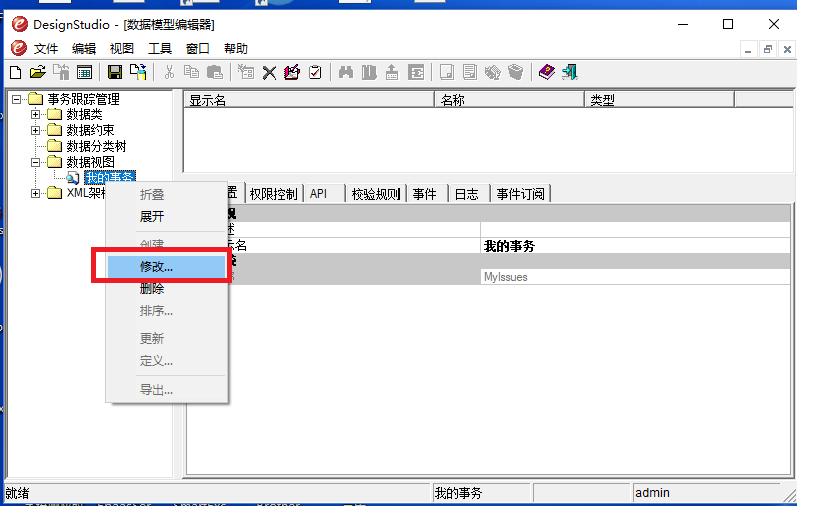 DesignStudio - [数据模型编辑器]
文件 编辑 视图 工具 窗口 帮助
事务跟踪管理
数据类
数据约束
数据分类树
数据视图
我的事务
XML架构
显示名 名称 类型
置 权限控制 API 校验规则 事件 日志 事件订阅
观
述
示名 我的事务
MyIssues
折叠
展开
创建
修改...
删除
排序...
更新
定义...
导出...
就绪 我的事务 admin